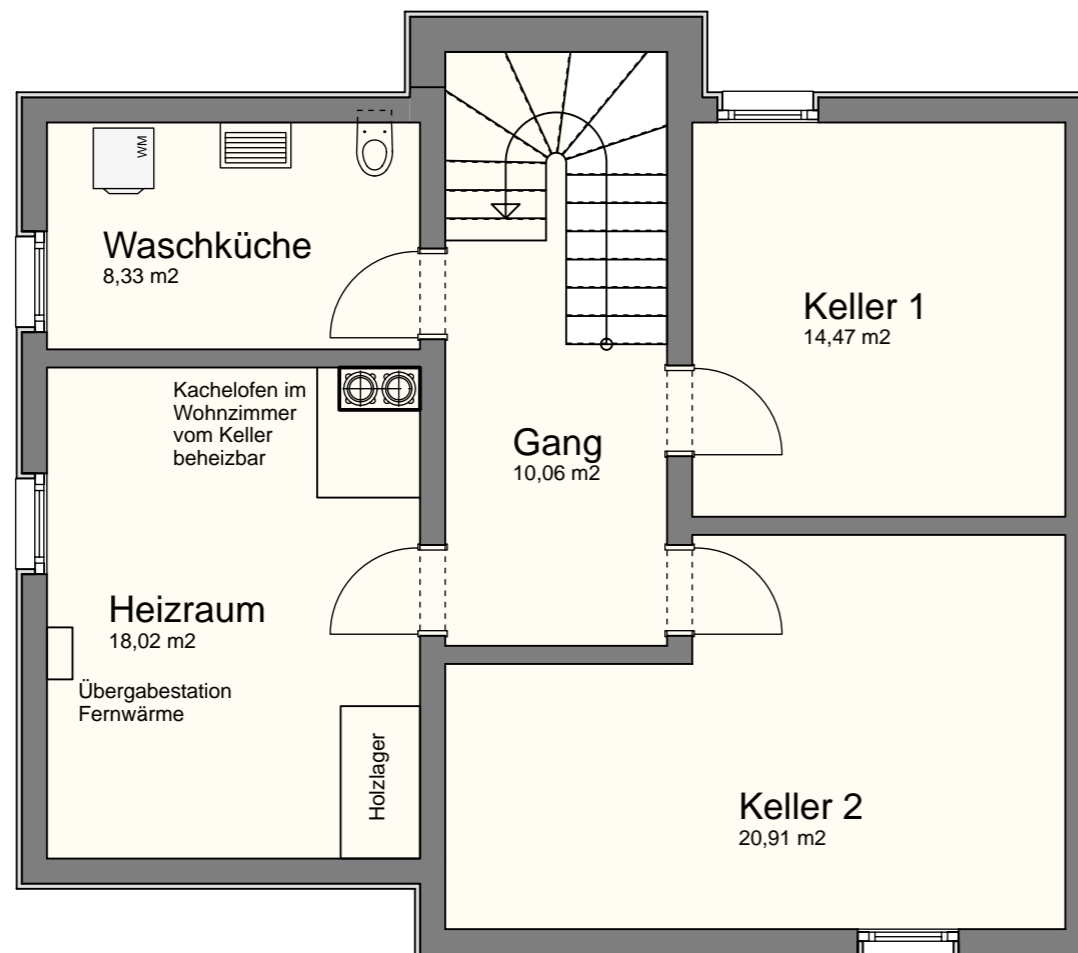 WM
Waschküche
8,33 m2
Keller 1
14,47 m2
Kachelofen im
Wohnzimmer
vom Keller
beheizbar
Gang
10,06 m2
Heizraum
18,02 m2
Übergabestation
Fernwärme
Holzlager
Keller 2
20,91 m2